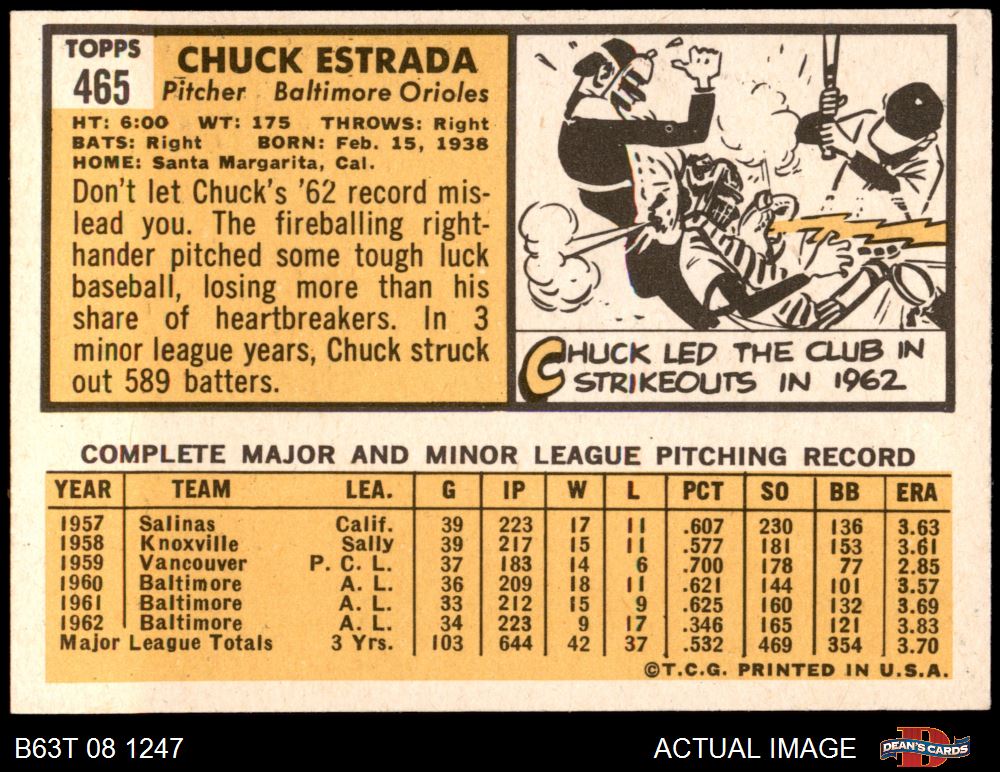 TOPPS
465
CHUCK ESTRADA
Pitcher Baltimore Orioles
HT: 6:00 WT: 175 THROWS: Right
BATS: Right BORN: Feb. 15, 1938
HOME: Santa Margarita, Cal.
Don't let Chuck's '62 record mis-
lead you. The fireballing right-
hander pitched some tough luck
baseball, losing more than his
share of heartbreakers. In 3
minor league years, Chuck struck
out 589 batters.
CHUCK LED THE CLUB IN
STRIKEOUTS IN 1962
COMPLETE MAJOR AND MINOR LEAGUE PITCHING RECORD
YEAR TEAM LEA. G IP W L PCT SO BB ERA
1957 Salinas Calif. 39 223 17 11 .607 230 136 3.63
1958 Knoxville Sally 39 217 15 11 .577 181 153 3.61
1959 Vancouver P. C. L. 37 183 14 6 .700 178 77 2.85
1960 Baltimore A. L. 36 209 18 11 .621 144 101 3.57
1961 Baltimore A. L. 33 212 15 9 .625 160 132 3.69
1962 Baltimore A. L. 34 223 9 17 .346 165 121 3.83
Major League Totals 3 Yrs. 103 644 42 37 .532 469 354 3.70
©T.C.G. PRINTED IN U.S.A.
B63T 08 1247
ACTUAL IMAGE
D
DEAN'S CARDS